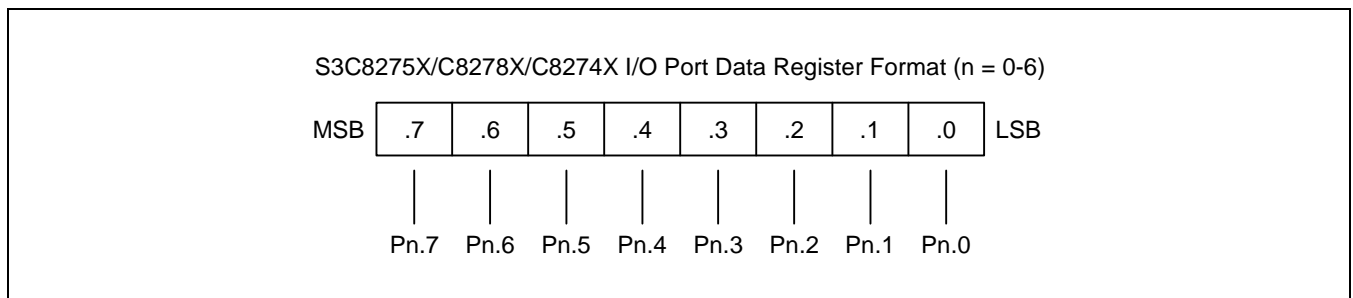 S3C8275X/C8278X/C8274X I/O Port Data Register Format (n = 0-6)
MSB .7 .6 .5 .4 .3 .2 .1 .0 LSB
Pn.7 Pn.6 Pn.5 Pn.4 Pn.3 Pn.2 Pn.1 Pn.0